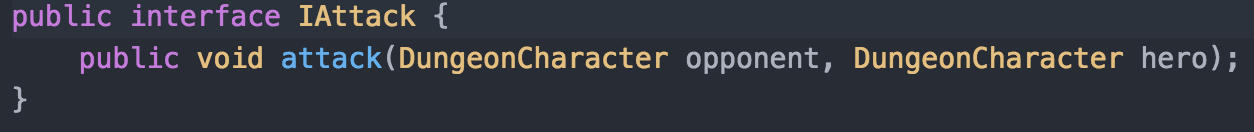 public interface IAttack {
    public void attack(DungeonCharacter opponent, DungeonCharacter hero);
}